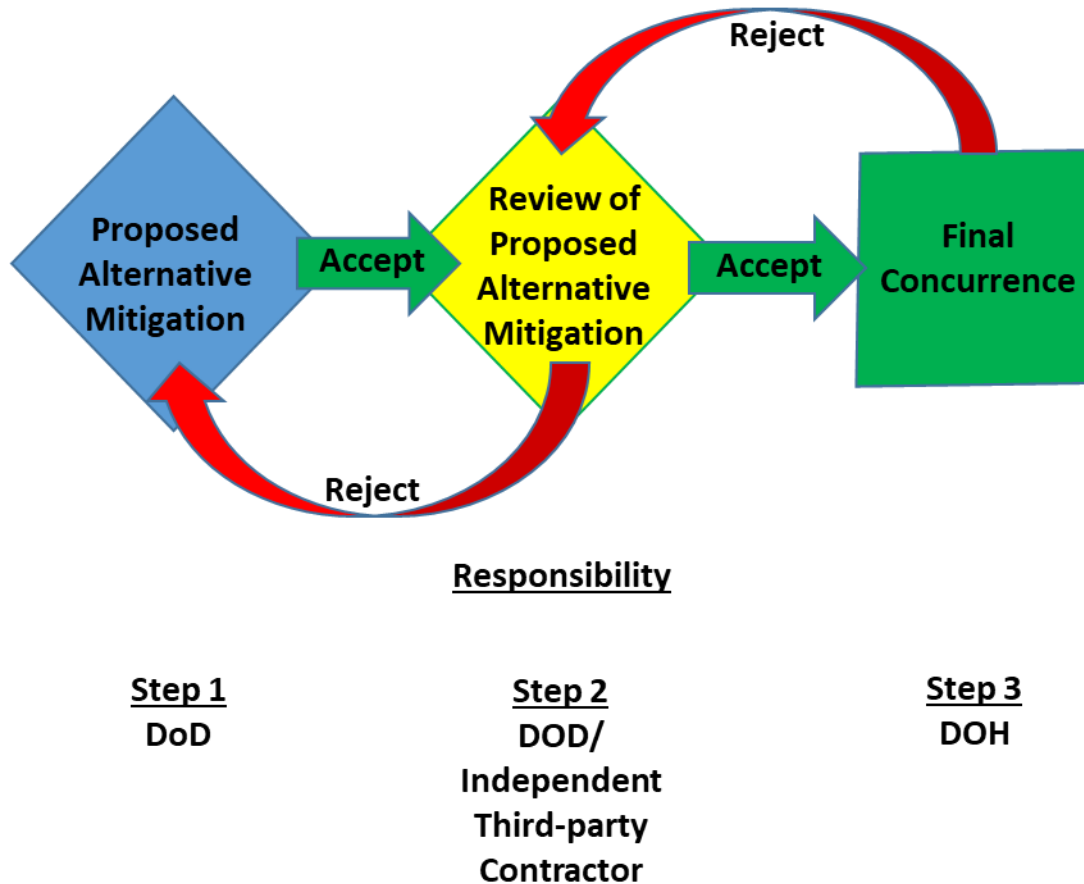 Reject
Proposed
Alternative
Mitigation
Accept
Review of
Proposed
Alternative
Mitigation
Accept
Final
Concurrence
Reject
Responsibility
Step 1
DoD
Step 2
DOD/
Independent
Third-party
Contractor
Step 3
DOH